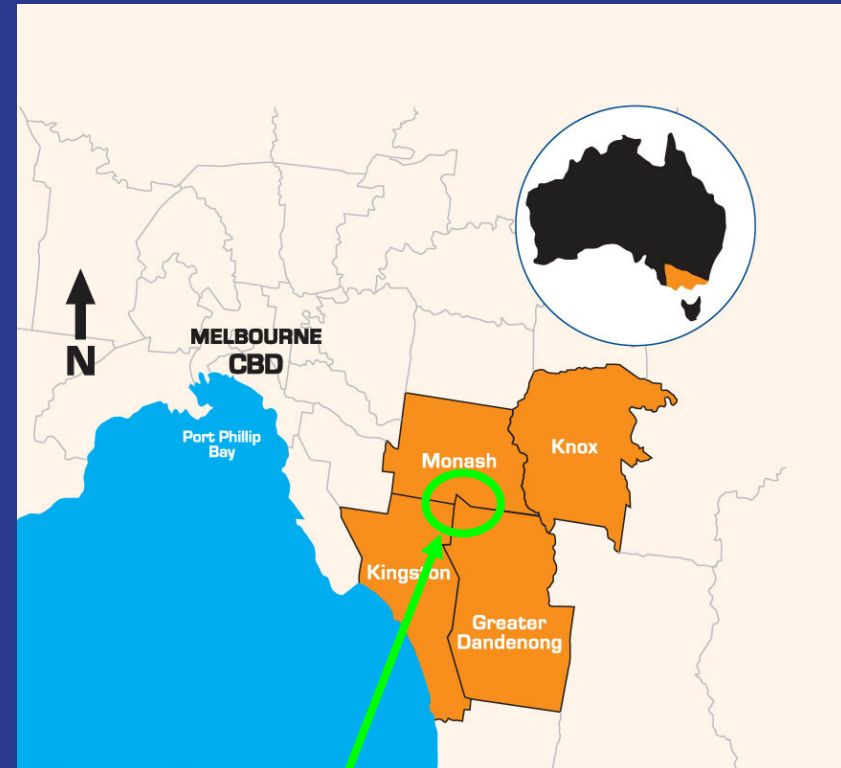 MELBOURNE
CBD
N
Port Phillip
Bay
Knox
Monash
Kingston
Greater
Dandenong